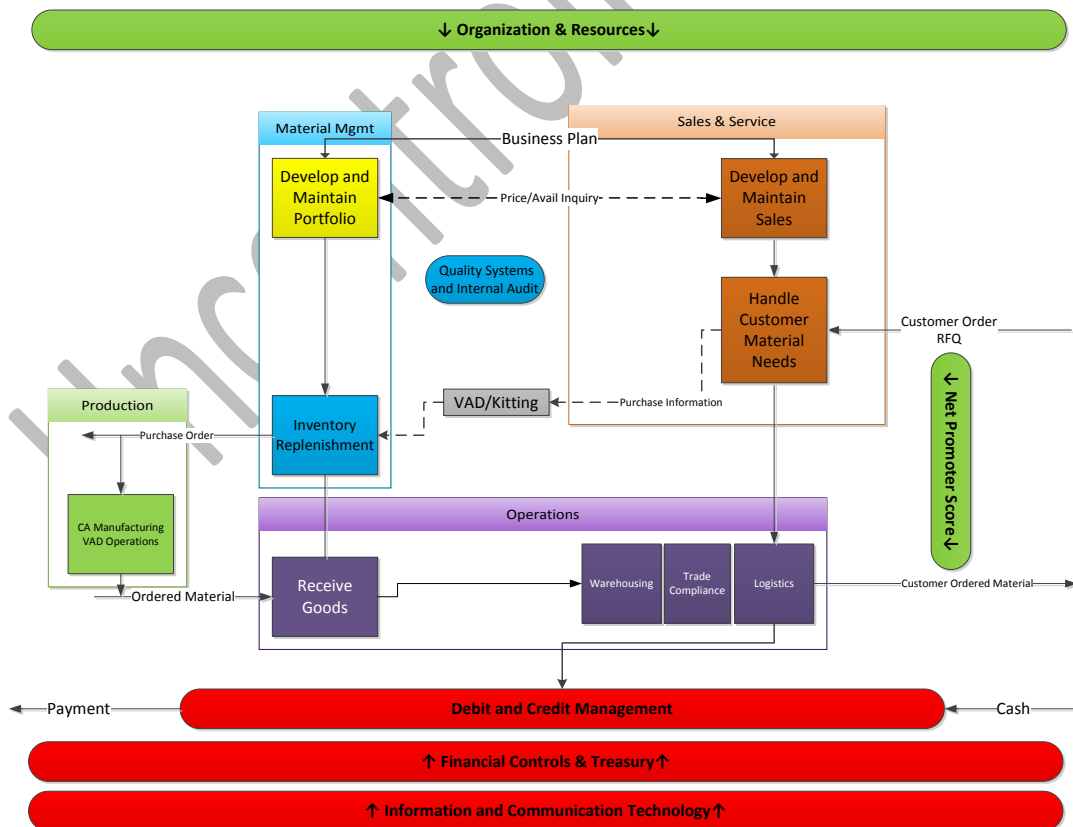 ↓ Organization & Resources↓
Material Mgmt
Sales & Service
Business Plan
Develop and
Maintain
Portfolio
Price/Avail Inquiry
Develop and
Maintain
Sales
Quality Systems
and Internal Audit
Handle
Customer
Material
Needs
Customer Order
RFQ
↓ Net Promoter Score↓
Production
VAD/Kitting
Purchase Information
Purchase Order
Inventory
Replenishment
CA Manufacturing
VAD Operations
Operations
Ordered Material
Receive
Goods
Warehousing
Trade
Compliance
Logistics
Customer Ordered Material
Payment
Debit and Credit Management
Cash
↑ Financial Controls & Treasury↑
↑ Information and Communication Technology↑